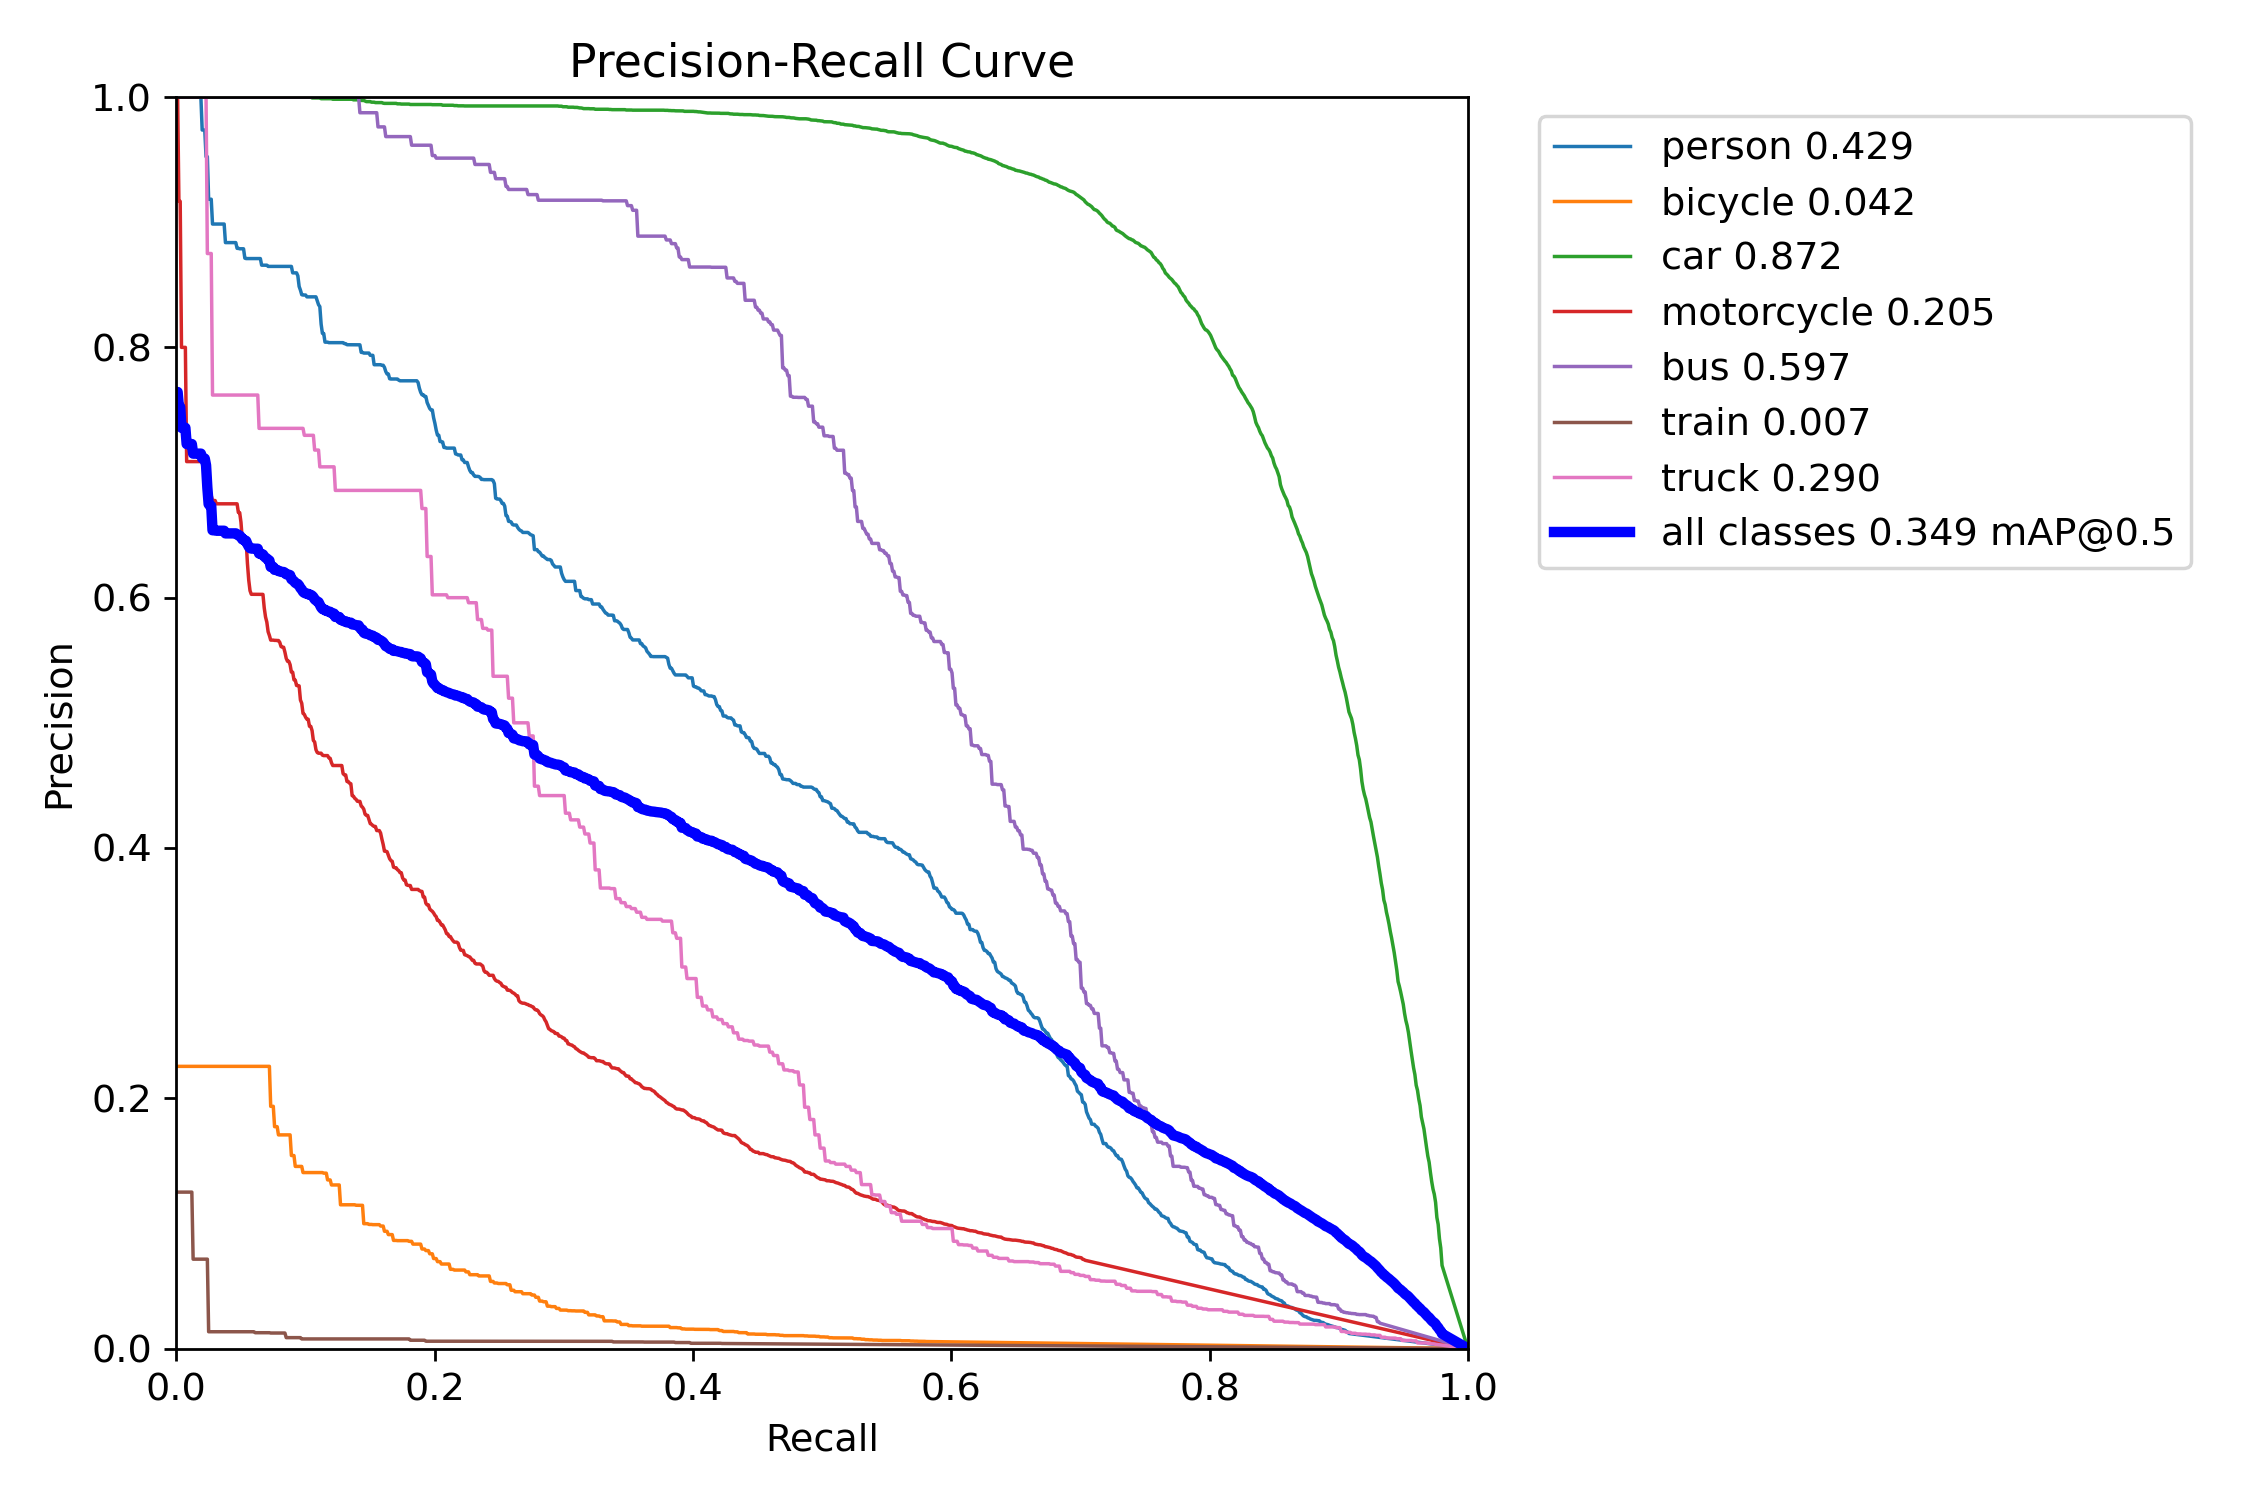 Precision-Recall Curve
1.0
0.8
0.6
0.4
0.2
0.0
Precision
0.0 0.2 0.4 0.6 0.8 1.0
Recall
person 0.429
bicycle 0.042
car 0.872
motorcycle 0.205
bus 0.597
train 0.007
truck 0.290
all classes 0.349 mAP@0.5